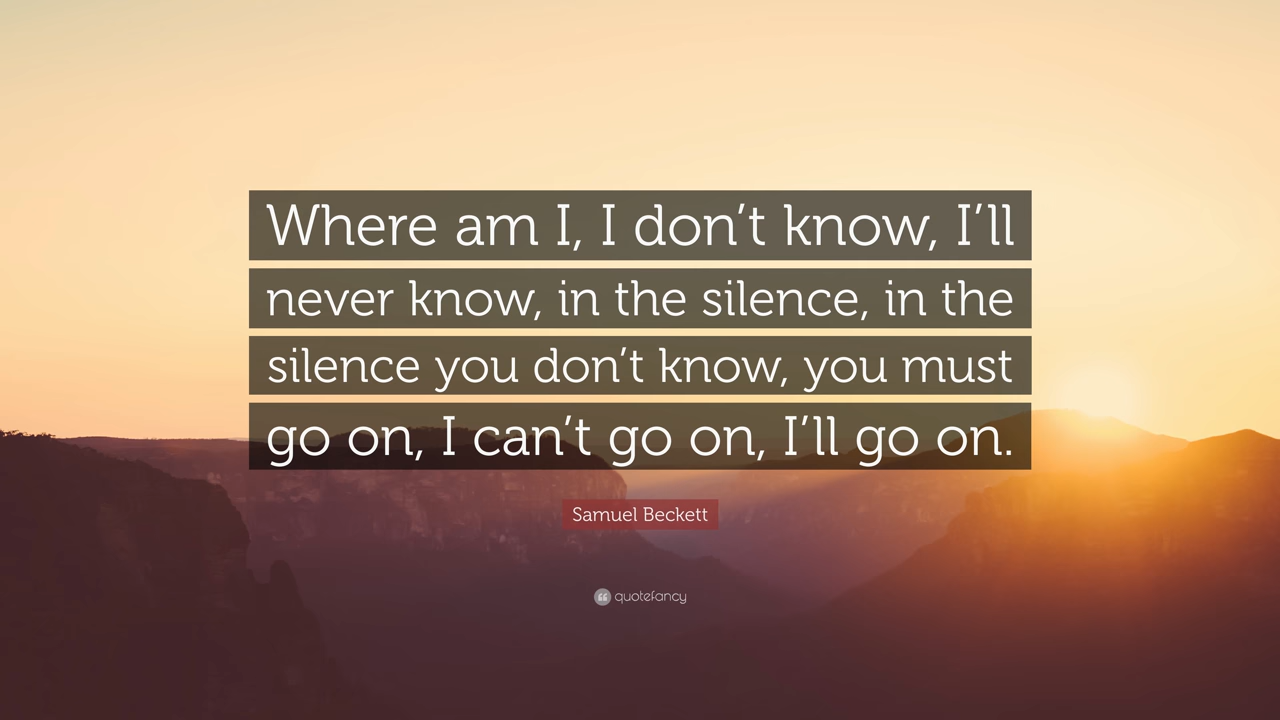 Where am I, I don’t know, I’ll
never know, in the silence, in the
silence you don’t know, you must
go on, I can’t go on, I’ll go on.
Samuel Beckett
quotefancy